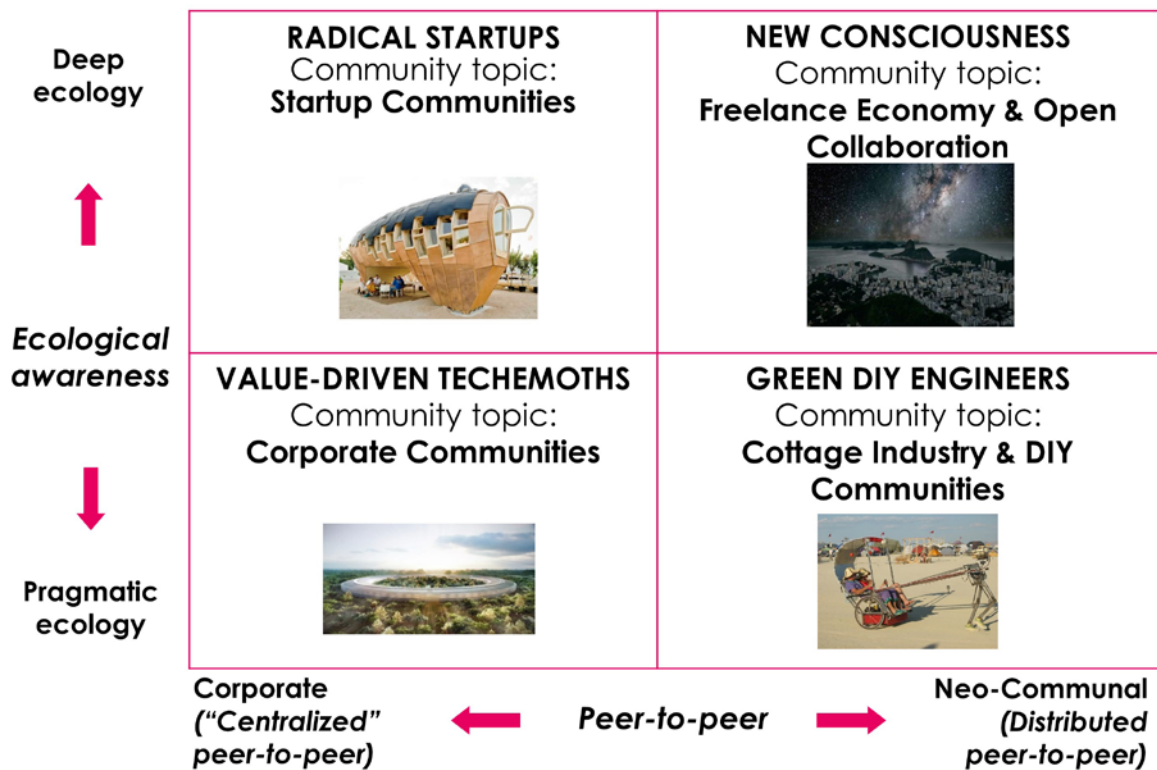 Deep
ecology
Ecological
awareness
Pragmatic
ecology
RADICAL STARTUPS
Community topic:
Startup Communities
NEW CONSCIOUSNESS
Community topic:
Freelance Economy & Open
Collaboration
VALUE-DRIVEN TECHEMOTHS
Community topic:
Corporate Communities
GREEN DIY ENGINEERS
Community topic:
Cottage Industry & DIY
Communities
Corporate
(“Centralized”
peer-to-peer)
Peer-to-peer
Neo-Communal
(Distributed
peer-to-peer)